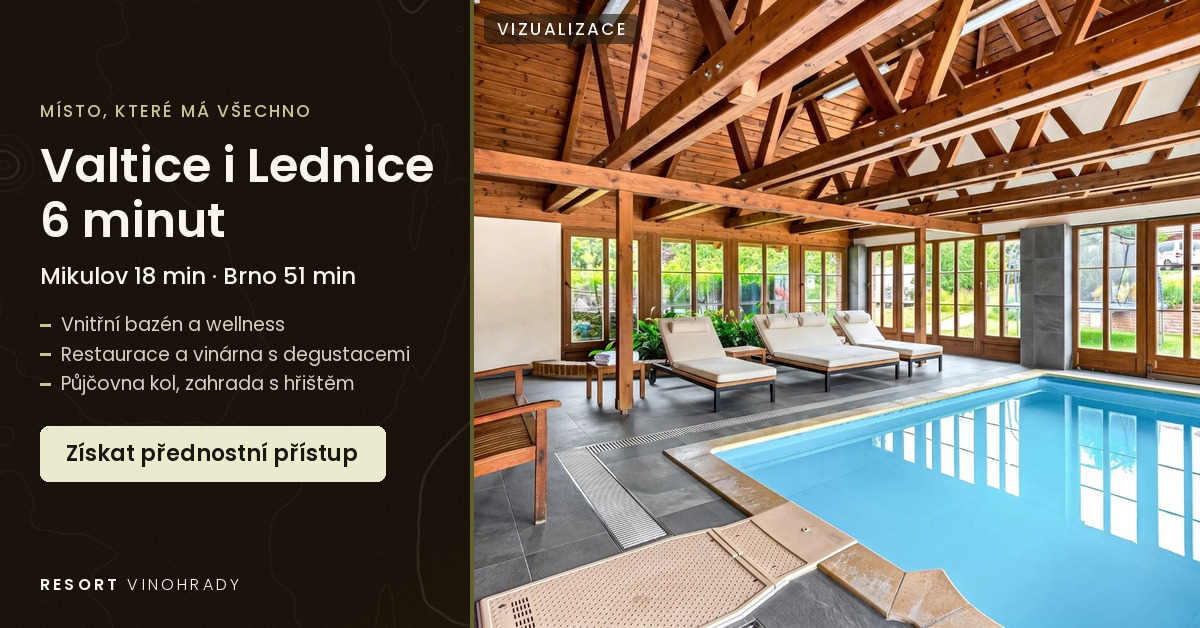 MÍSTO, KTERÉ MÁ VŠECHNO
Valtice i Lednice
6 minut
Mikulov 18 min · Brno 51 min
– Vnitřní bazén a wellness
– Restaurace a vinárna s degustacemi
– Půjčovna kol, zahrada s hřištěm
Získat přednostní přístup
RESORT VINOHRADY
VIZUALIZACE